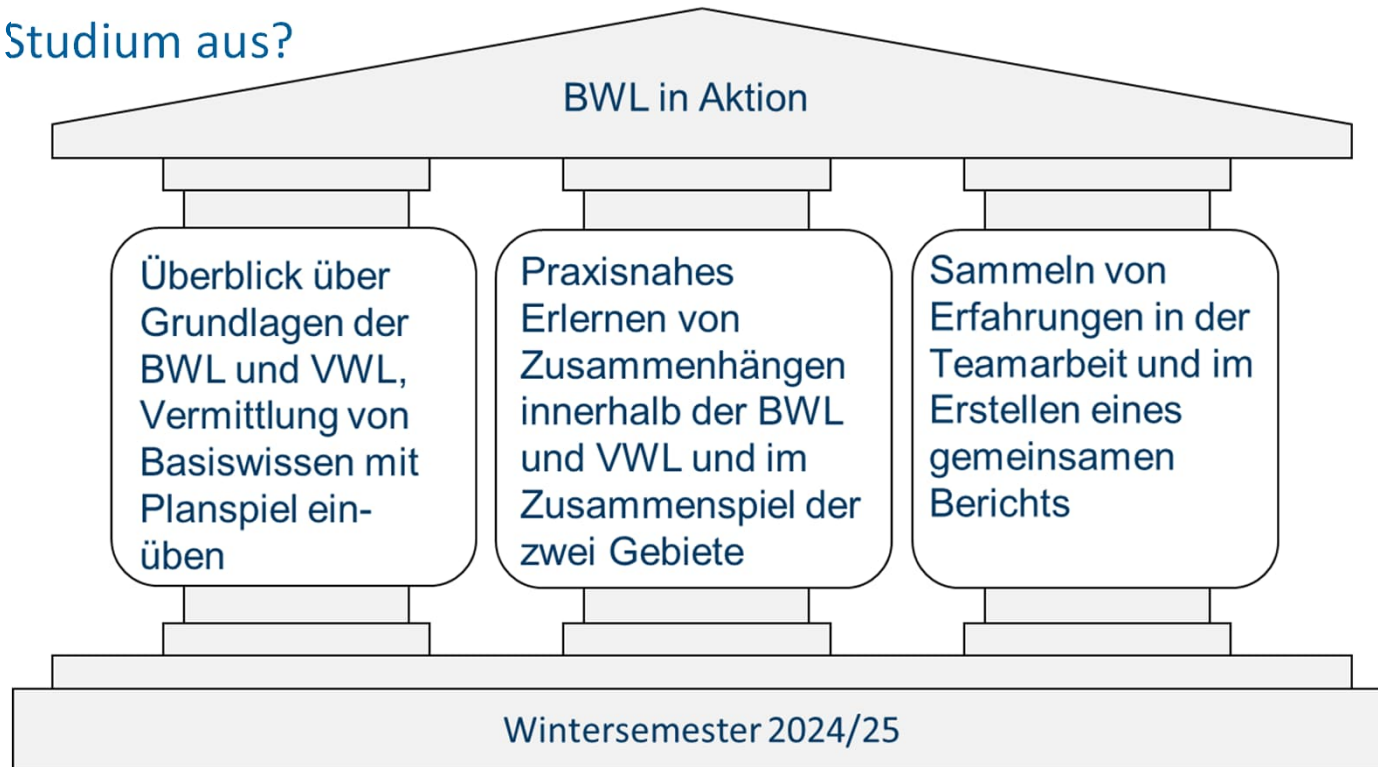 Studium aus?
BWL in Aktion
Überblick über
Grundlagen der
BWL und VWL,
Vermittlung von
Basiswissen mit
Planspiel ein-
üben
Praxisnahes
Erlernen von
Zusammenhängen
innerhalb der BWL
und VWL und im
Zusammenspiel der
zwei Gebiete
Sammeln von
Erfahrungen in der
Teamarbeit und im
Erstellen eines
gemeinsamen
Berichts
Wintersemester 2024/25